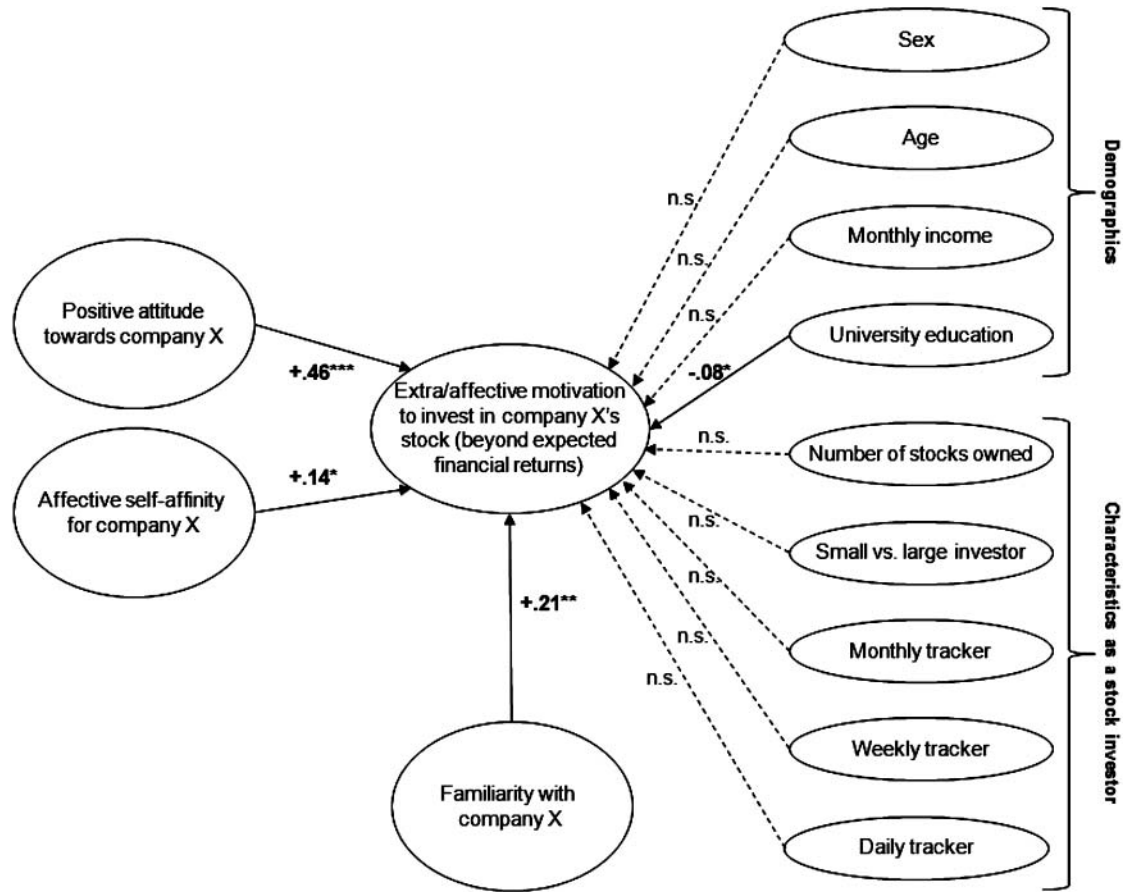 Sex
Age
Monthly income
University education
Demographics
n.s.
n.s.
n.s.
-.08*
Positive attitude
towards company X
+.46***
Extra/affective motivation
to invest in company X's
stock (beyond expected
financial returns)
Affective self-affinity
for company X
+.14*
Familiarity with
company X
+.21**
n.s.
n.s.
n.s.
n.s.
n.s.
Number of stocks owned
Small vs. large investor
Monthly tracker
Weekly tracker
Daily tracker
Characteristics as a stock investor